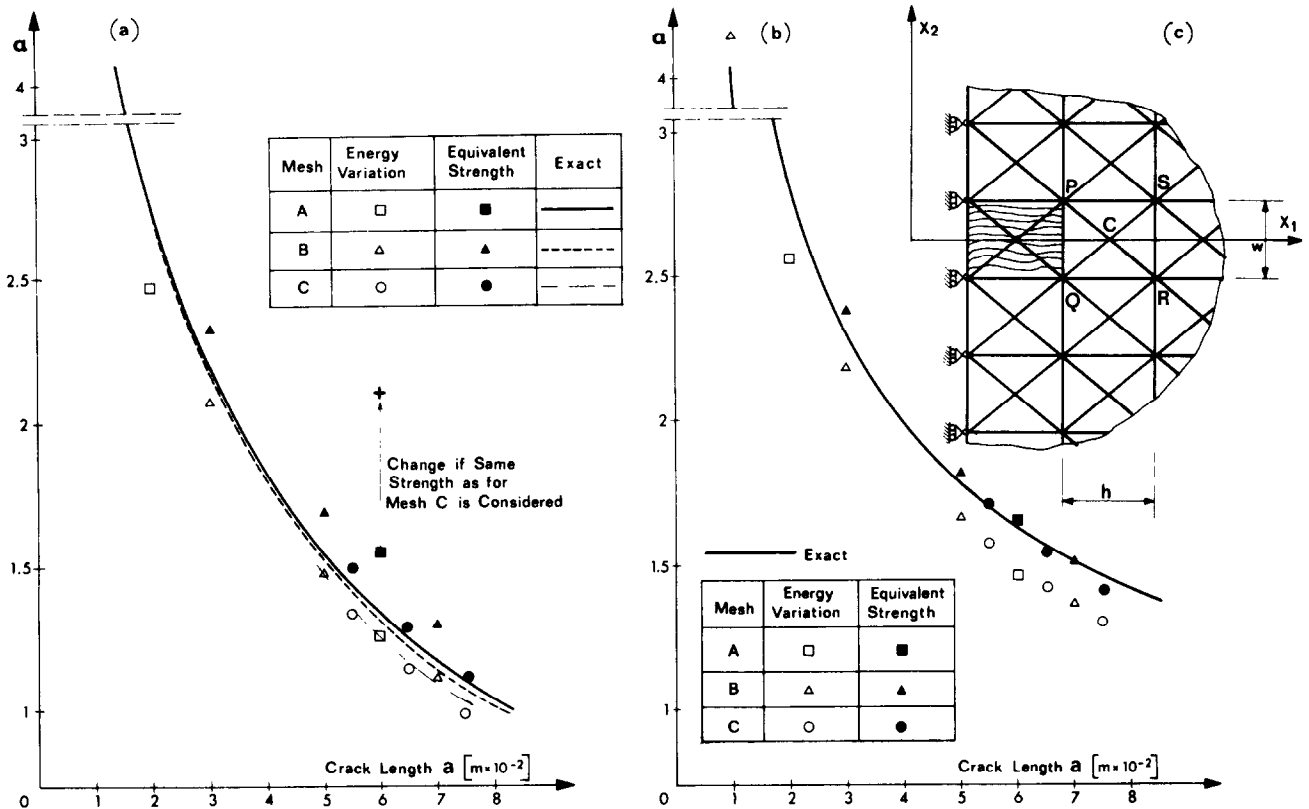 (a)
α
4
3
2.5
2
1.5
1
0
1 2 3 4 5 6 7 8
Crack Length a [m×10⁻²]
Mesh Energy Variation Equivalent Strength Exact
A
B
C
+
Change if Same
Strength as for
Mesh C is Considered
(b)
α
4
3
2.5
2
1.5
1
0
1 2 3 4 5 6 7 8
Crack Length a [m×10⁻²]
Exact
Mesh Energy Variation Equivalent Strength
A
B
C
(c)
X₂
X₁
P
S
C
w
Q
R
h